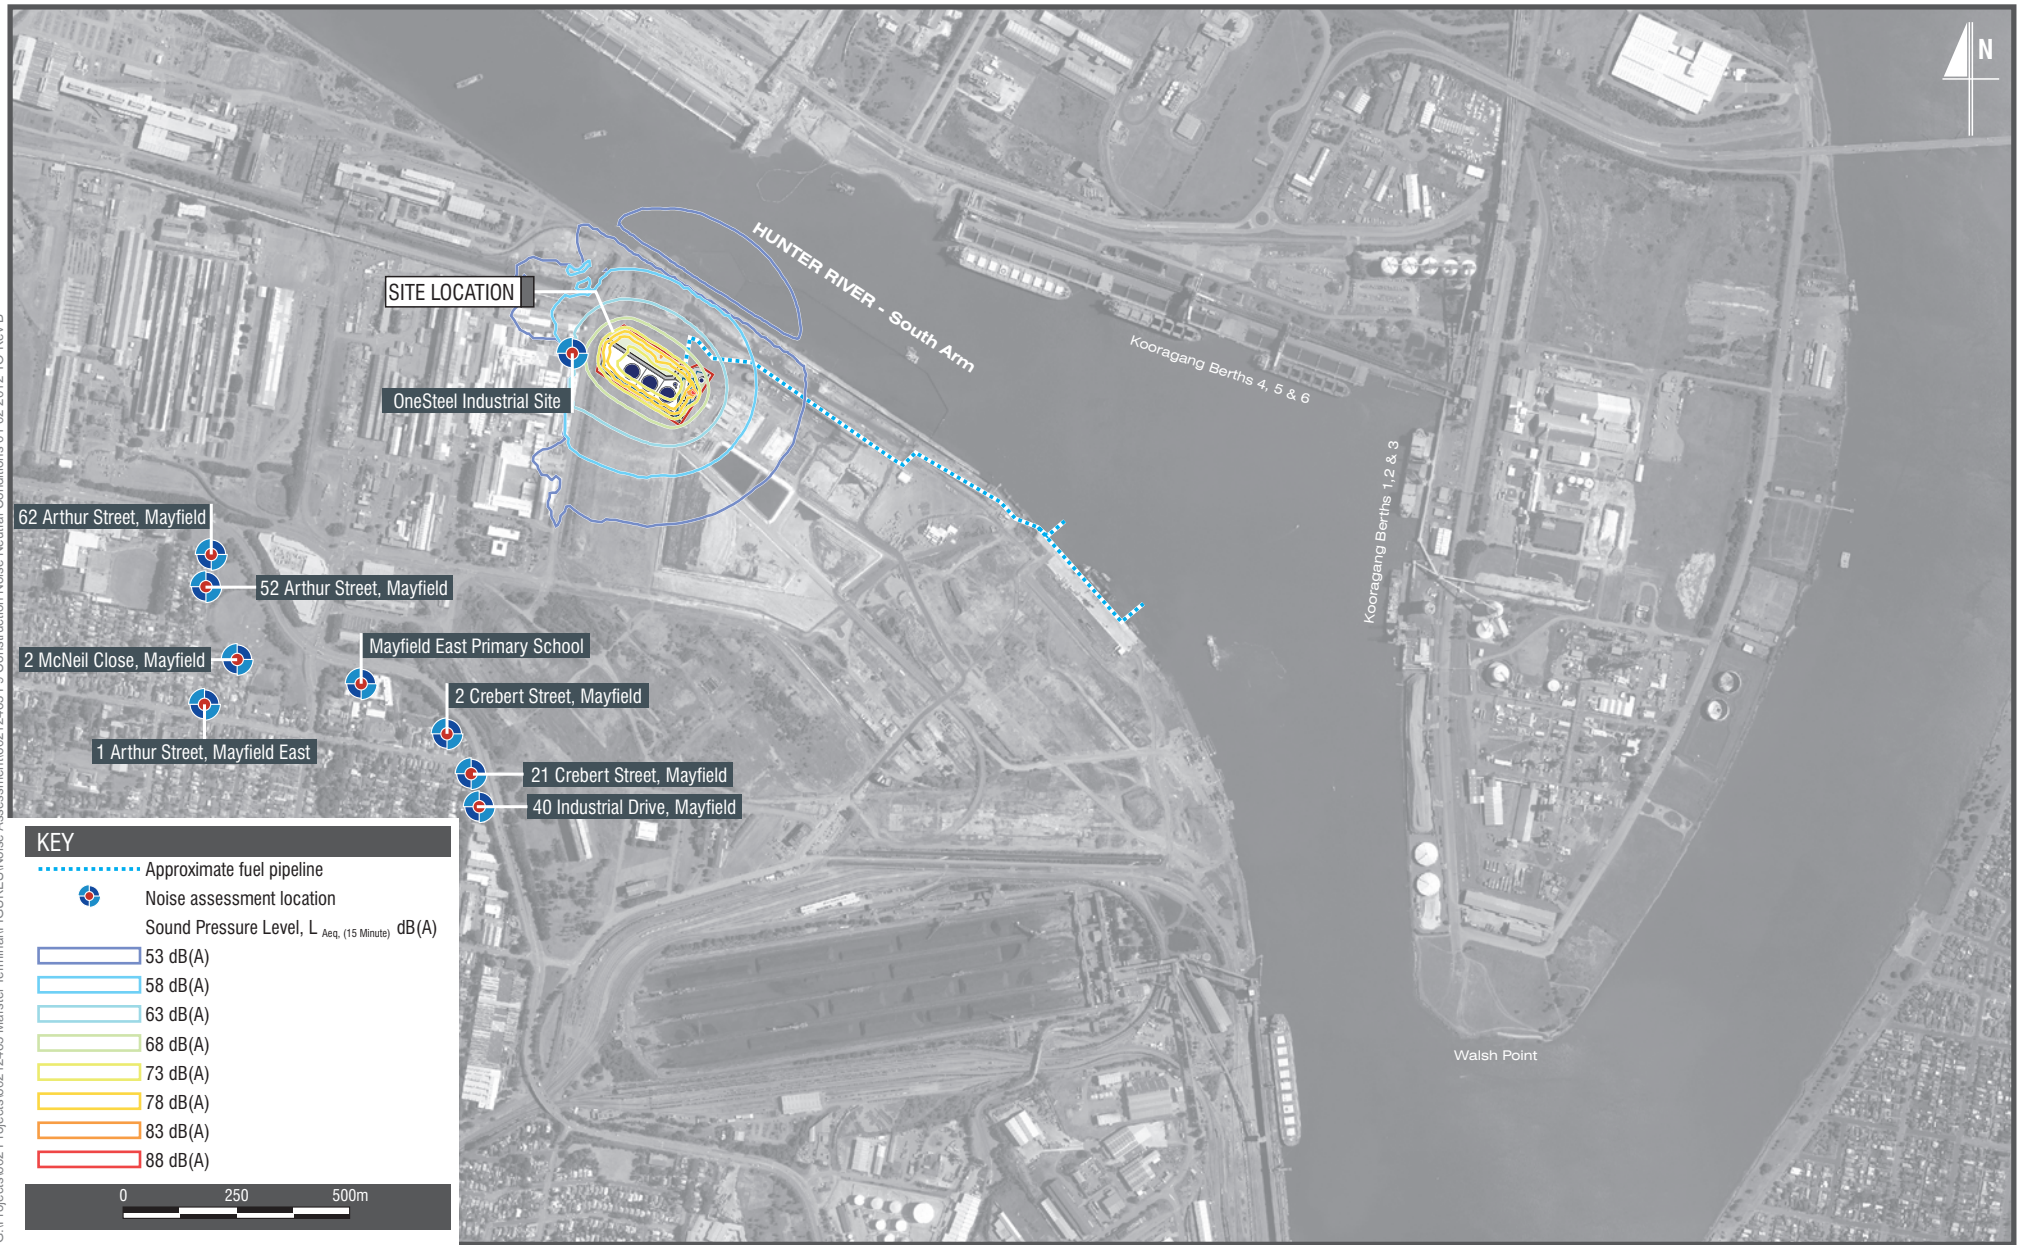 N
HUNTER RIVER - South Arm
SITE LOCATION
Kooragang Berths 4, 5 & 6
OneSteel Industrial Site
Kooragang Berths 1,2 & 3
62 Arthur Street, Mayfield
52 Arthur Street, Mayfield
Mayfield East Primary School
2 McNeil Close, Mayfield
2 Crebert Street, Mayfield
1 Arthur Street, Mayfield East
21 Crebert Street, Mayfield
40 Industrial Drive, Mayfield
Walsh Point
KEY
Approximate fuel pipeline
Noise assessment location
Sound Pressure Level, L Aeq, (15 Minute) dB(A)
53 dB(A)
58 dB(A)
63 dB(A)
68 dB(A)
73 dB(A)
78 dB(A)
83 dB(A)
88 dB(A)
0 250 500m